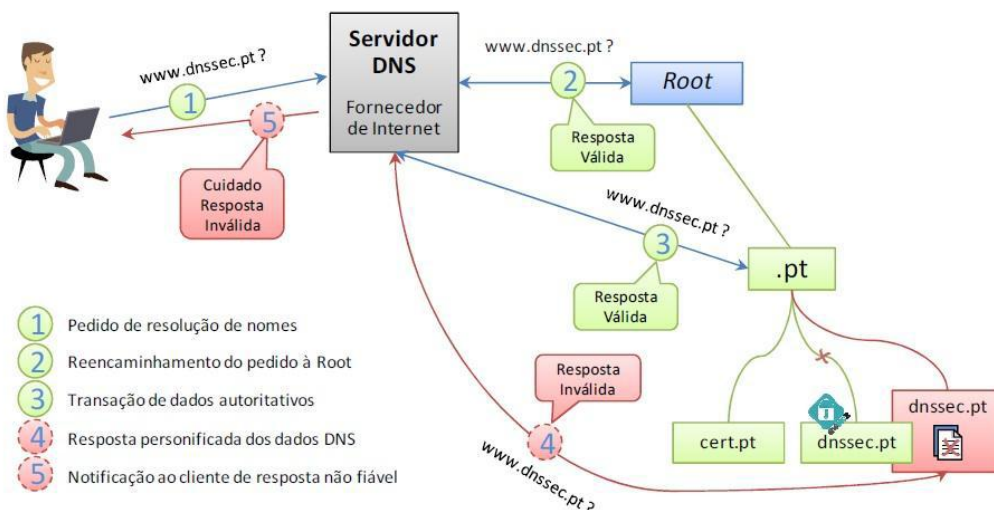 Servidor
DNS
Fornecedor
de Internet
www.dnssec.pt ?
1
5
Cuidado
Resposta
Inválida
www.dnssec.pt ?
2
Resposta
Válida
Root
www.dnssec.pt ?
3
Resposta
Válida
.pt
cert.pt
dnssec.pt
dnssec.pt
Resposta
Inválida
4
www.dnssec.pt ?
1 Pedido de resolução de nomes
2 Reencaminhamento do pedido à Root
3 Transação de dados autoritativos
4 Resposta personificada dos dados DNS
5 Notificação ao cliente de resposta não fiável